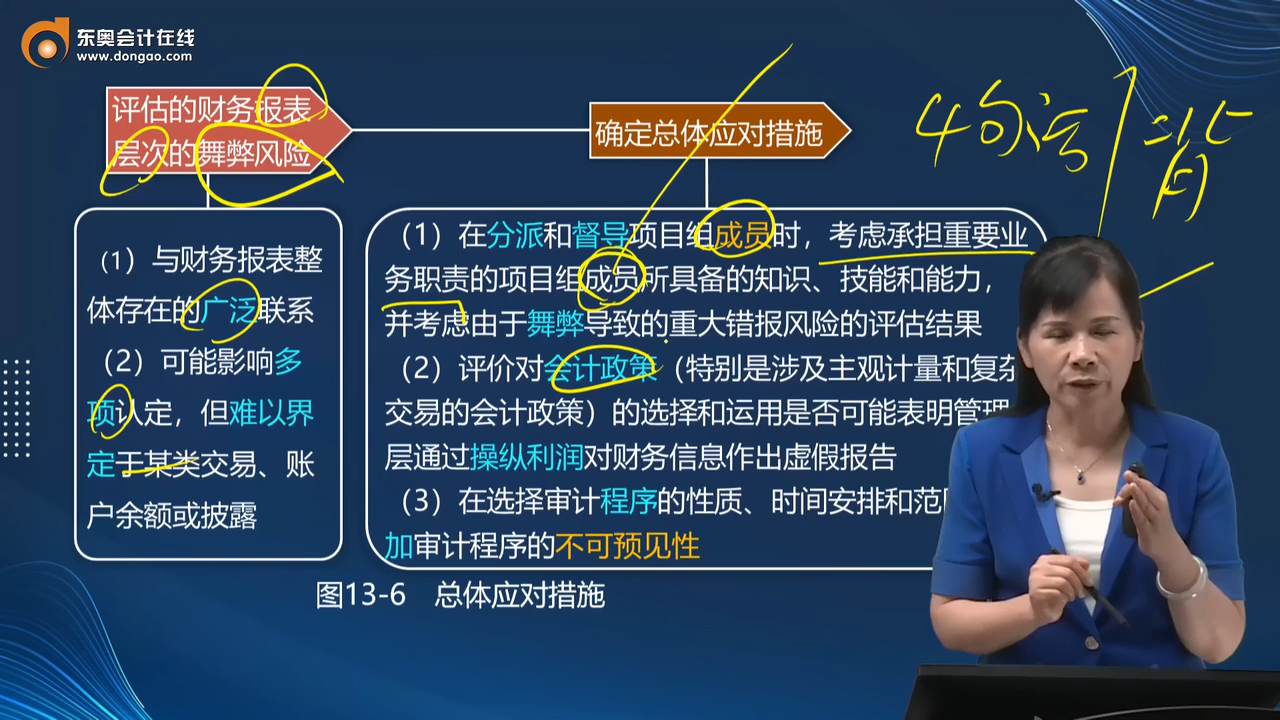 东奥会计在线
www.dongao.com
评估的财务报表
层次的舞弊风险
确定总体应对措施
4句话 背
（1）与财务报表整
体存在的广泛联系
（2）可能影响多
项认定，但难以界
定于某类交易、账
户余额或披露
（1）在分派和督导项目组成员时，考虑承担重要业
务职责的项目组成员所具备的知识、技能和能力，
并考虑由于舞弊导致的重大错报风险的评估结果
（2）评价对会计政策（特别是涉及主观计量和复杂
交易的会计政策）的选择和运用是否可能表明管理
层通过操纵利润对财务信息作出虚假报告
（3）在选择审计程序的性质、时间安排和范
加审计程序的不可预见性
图13-6 总体应对措施